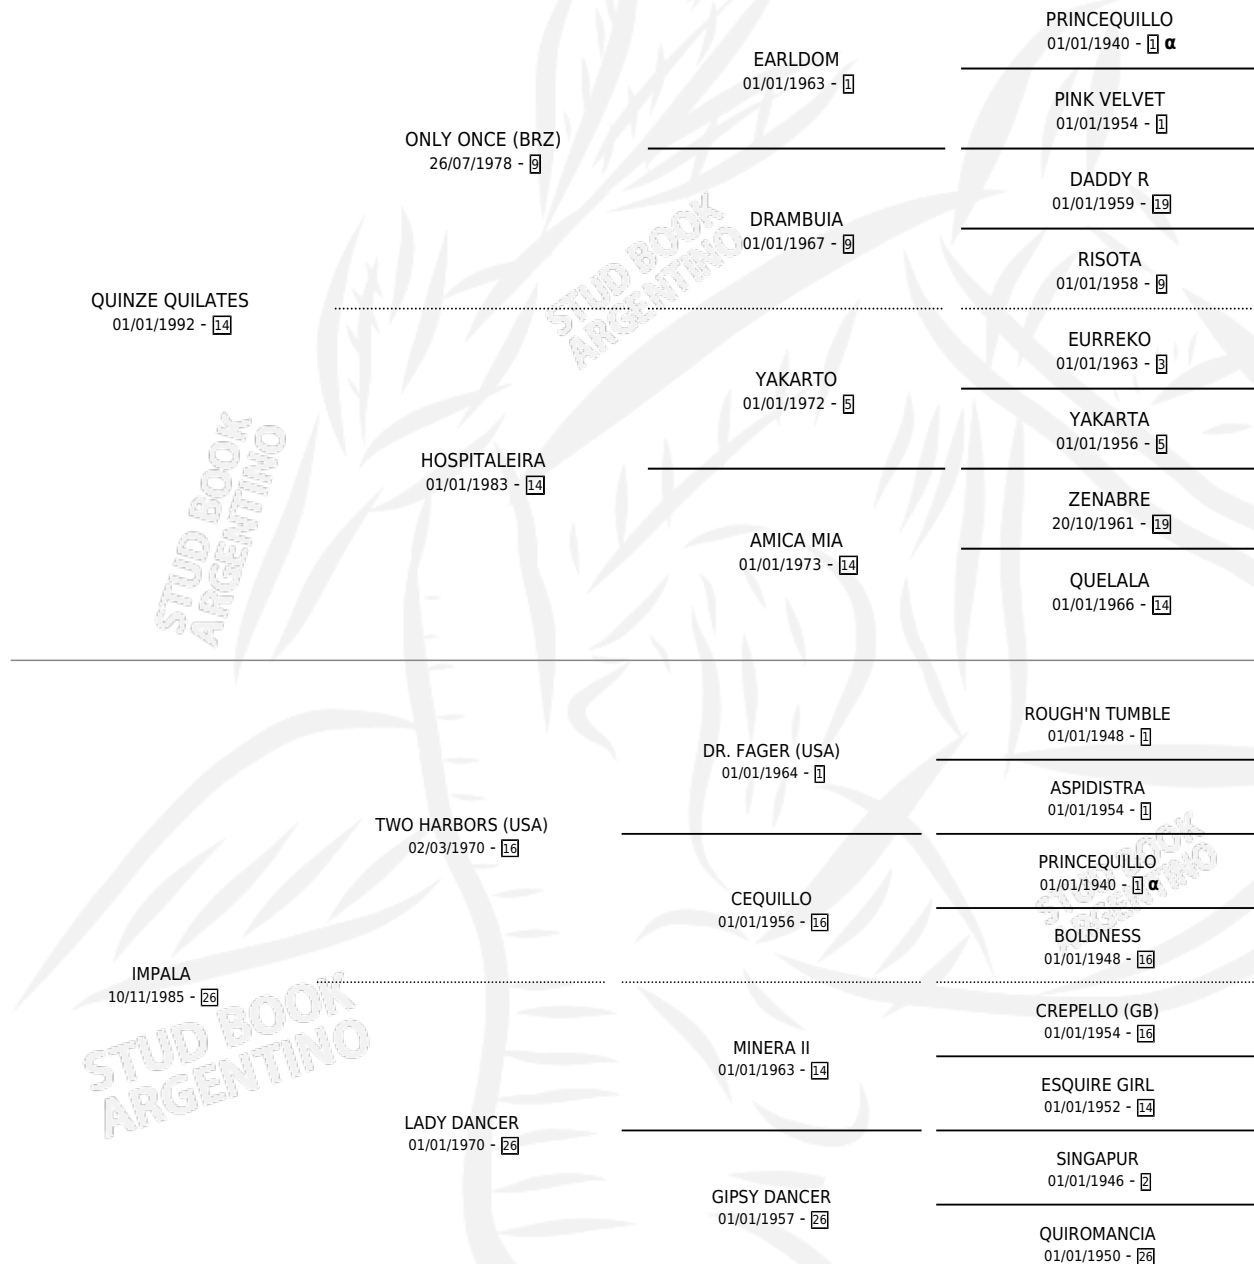 QUINZE QUILATES
01/01/1992 - 14
ONLY ONCE (BRZ)
26/07/1978 - 9
HOSPITALEIRA
01/01/1983 - 14
EARLDOM
01/01/1963 - 1
DRAMBUIA
01/01/1967 - 9
YAKARTO
01/01/1972 - 5
AMICA MIA
01/01/1973 - 14
PRINCEQUILLO
01/01/1940 - 1 α
PINK VELVET
01/01/1954 - 1
DADDY R
01/01/1959 - 19
RISOTA
01/01/1958 - 9
EURREKO
01/01/1963 - 3
YAKARTA
01/01/1956 - 5
ZENABRE
20/10/1961 - 19
QUELALA
01/01/1966 - 14
IMPALA
10/11/1985 - 26
TWO HARBORS (USA)
02/03/1970 - 16
LADY DANCER
01/01/1970 - 26
DR. FAGER (USA)
01/01/1964 - 1
CEQUILLO
01/01/1956 - 16
MINERA II
01/01/1963 - 14
GIPSY DANCER
01/01/1957 - 26
ROUGH'N TUMBLE
01/01/1948 - 1
ASPIDISTRA
01/01/1954 - 1
PRINCEQUILLO
01/01/1940 - 1 α
BOLDNESS
01/01/1948 - 16
CREPELLO (GB)
01/01/1954 - 16
ESQUIRE GIRL
01/01/1952 - 14
SINGAPUR
01/01/1946 - 2
QUIROMANCIA
01/01/1950 - 26
STUD BOOK
ARGENTINO
STUD BOOK
ARGENTINO
STUD BOOK
ARGENTINO
STUD BOOK
ARGENTINO